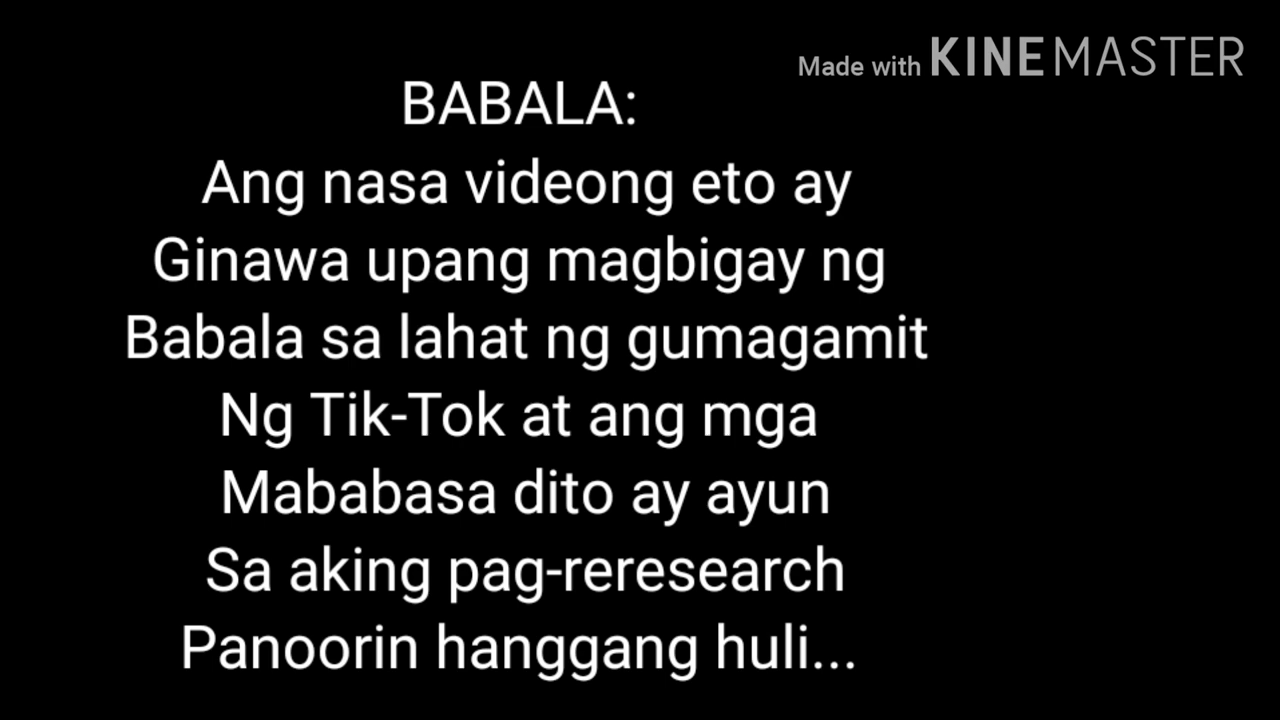 Made with KINEMASTER
BABALA:
Ang nasa videong eto ay
Ginawa upang magbigay ng
Babala sa lahat ng gumagamit
Ng Tik-Tok at ang mga
Mababasa dito ay ayun
Sa aking pag-reresearch
Panoorin hanggang huli...